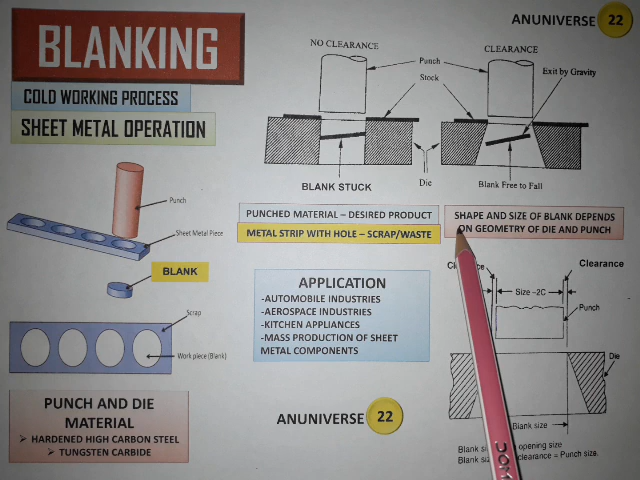 ANUNIVERSE 22
BLANKING
COLD WORKING PROCESS
SHEET METAL OPERATION
NO CLEARANCE
CLEARANCE
Punch
Stock
Exit by Gravity
BLANK STUCK
Die
Blank Free to Fall
Punch
Sheet Metal Piece
BLANK
PUNCHED MATERIAL – DESIRED PRODUCT
METAL STRIP WITH HOLE – SCRAP/WASTE
SHAPE AND SIZE OF BLANK DEPENDS
ON GEOMETRY OF DIE AND PUNCH
Scrap
Work piece (Blank)
APPLICATION
-AUTOMOBILE INDUSTRIES
-AEROSPACE INDUSTRIES
-KITCHEN APPLIANCES
-MASS PRODUCTION OF SHEET
METAL COMPONENTS
Clearance
Size –2C
Punch
Die
Blank size
Blank opening size
Blank clearance = Punch size.
PUNCH AND DIE
MATERIAL
➢ HARDENED HIGH CARBON STEEL
➢ TUNGSTEN CARBIDE
ANUNIVERSE 22